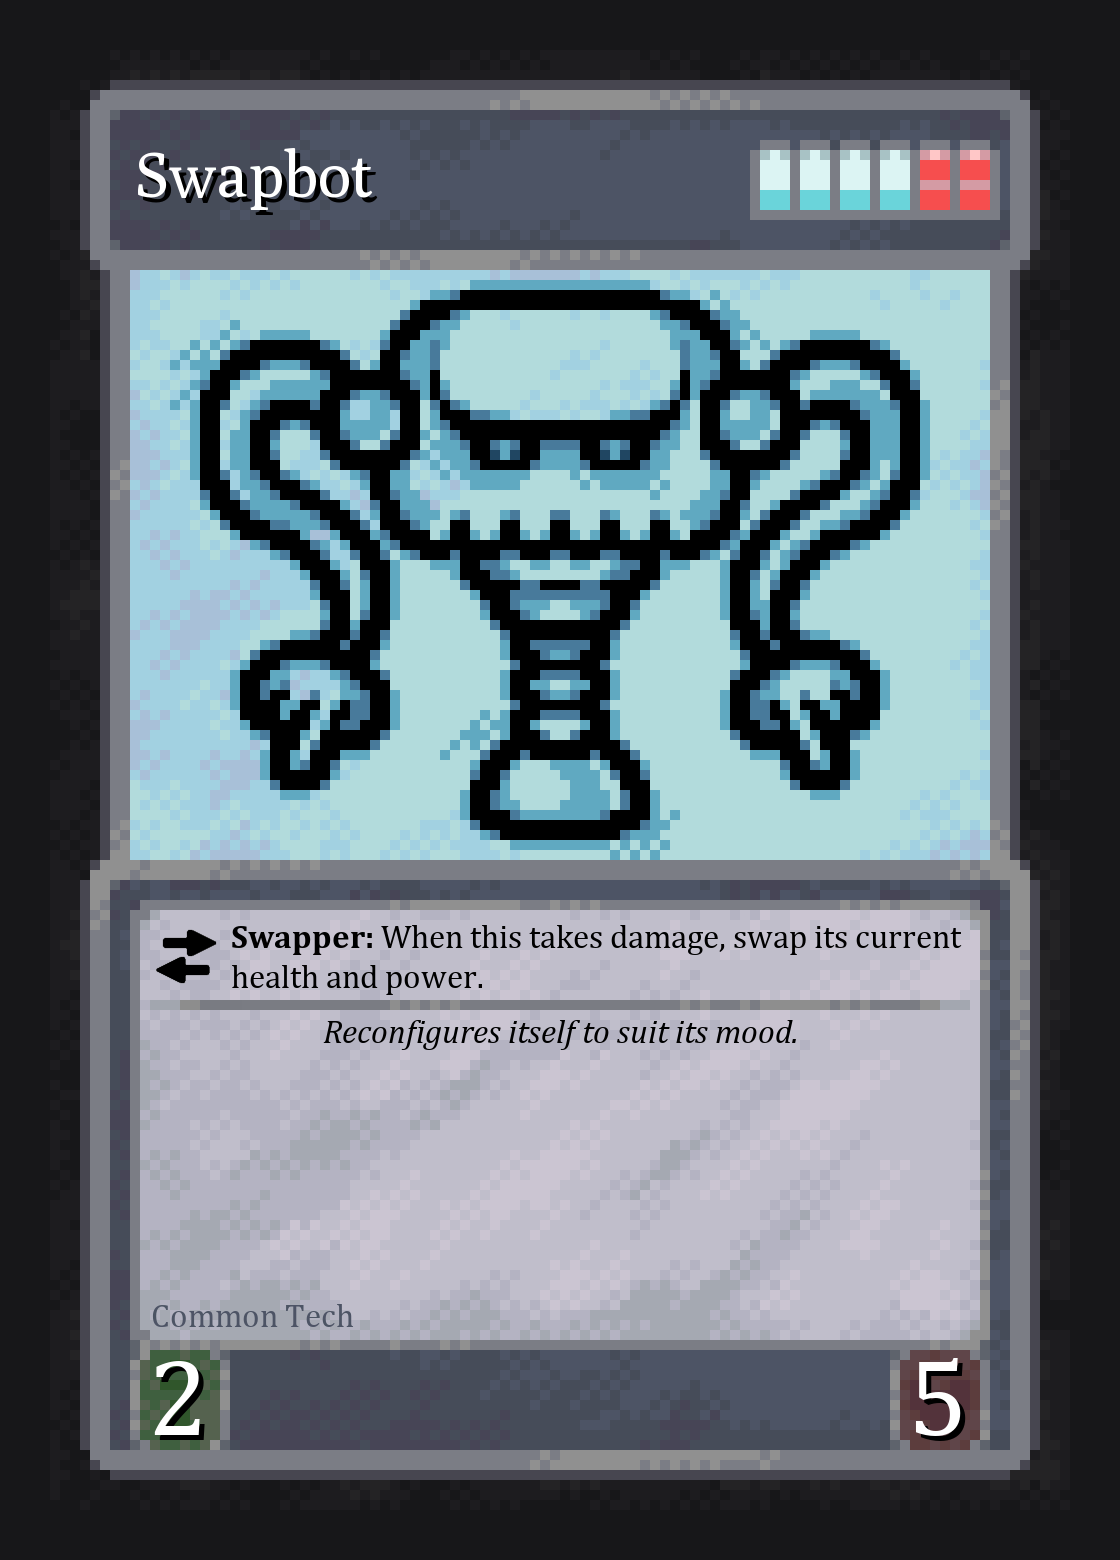 Swapbot
Swapper: When this takes damage, swap its current
health and power.
Reconfigures itself to suit its mood.
Common Tech
2
5